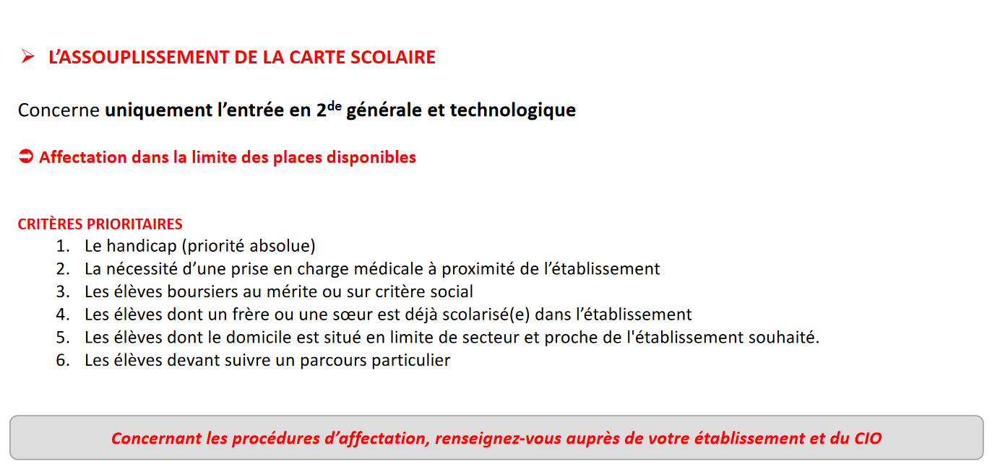 ➢ L'ASSOUPLISSEMENT DE LA CARTE SCOLAIRE
Concerne uniquement l'entrée en 2de générale et technologique
➲ Affectation dans la limite des places disponibles
CRITÈRES PRIORITAIRES
1. Le handicap (priorité absolue)
2. La nécessité d'une prise en charge médicale à proximité de l'établissement
3. Les élèves boursiers au mérite ou sur critère social
4. Les élèves dont un frère ou une sœur est déjà scolarisé(e) dans l'établissement
5. Les élèves dont le domicile est situé en limite de secteur et proche de l'établissement souhaité.
6. Les élèves devant suivre un parcours particulier
Concernant les procédures d'affectation, renseignez-vous auprès de votre établissement et du CIO